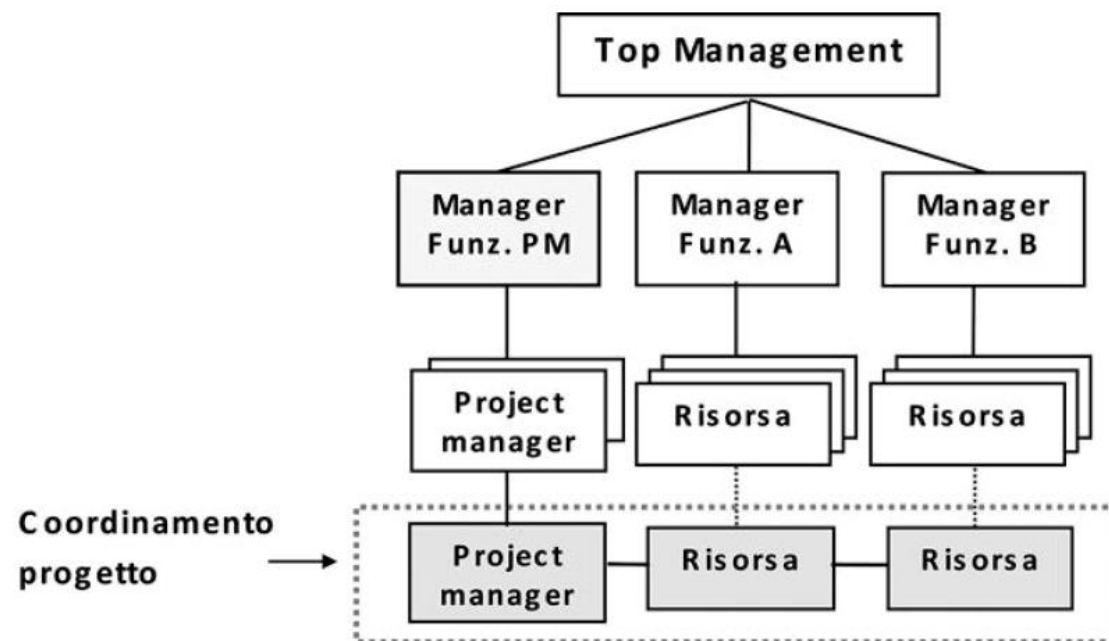 Top Management
Manager
Funz. PM
Manager
Funz. A
Manager
Funz. B
Project
manager
Risorsa
Risorsa
Coordinamento
progetto
Project
manager
Risorsa
Risorsa